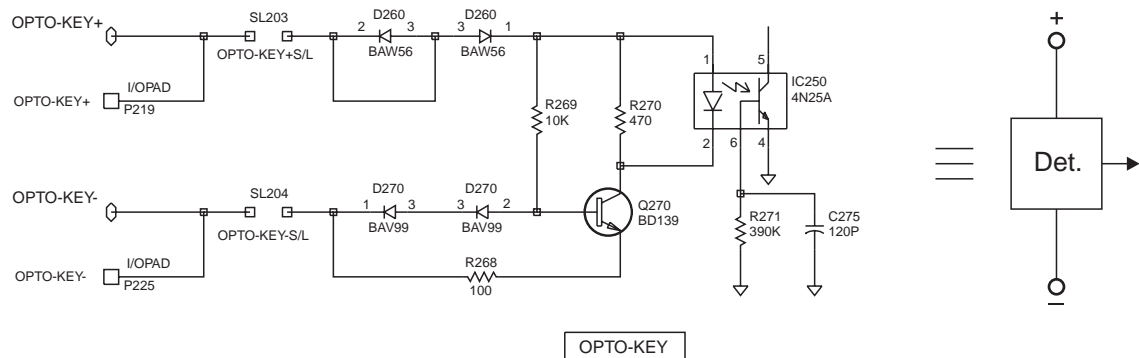 OPTO-KEY+
SL203
OPTO-KEY+S/L
D260
2 3
BAW56
D260
3 1
BAW56
I/OPAD
OPTO-KEY+
P219
R269
10K
R270
470
1 5
IC250
4N25A
2 6 4
+
Det.
OPTO-KEY-
SL204
OPTO-KEY-S/L
D270
1 3
BAV99
D270
3 2
BAV99
Q270
BD139
R271
390K
C275
120P
I/OPAD
OPTO-KEY-
P225
R268
100
–
OPTO-KEY